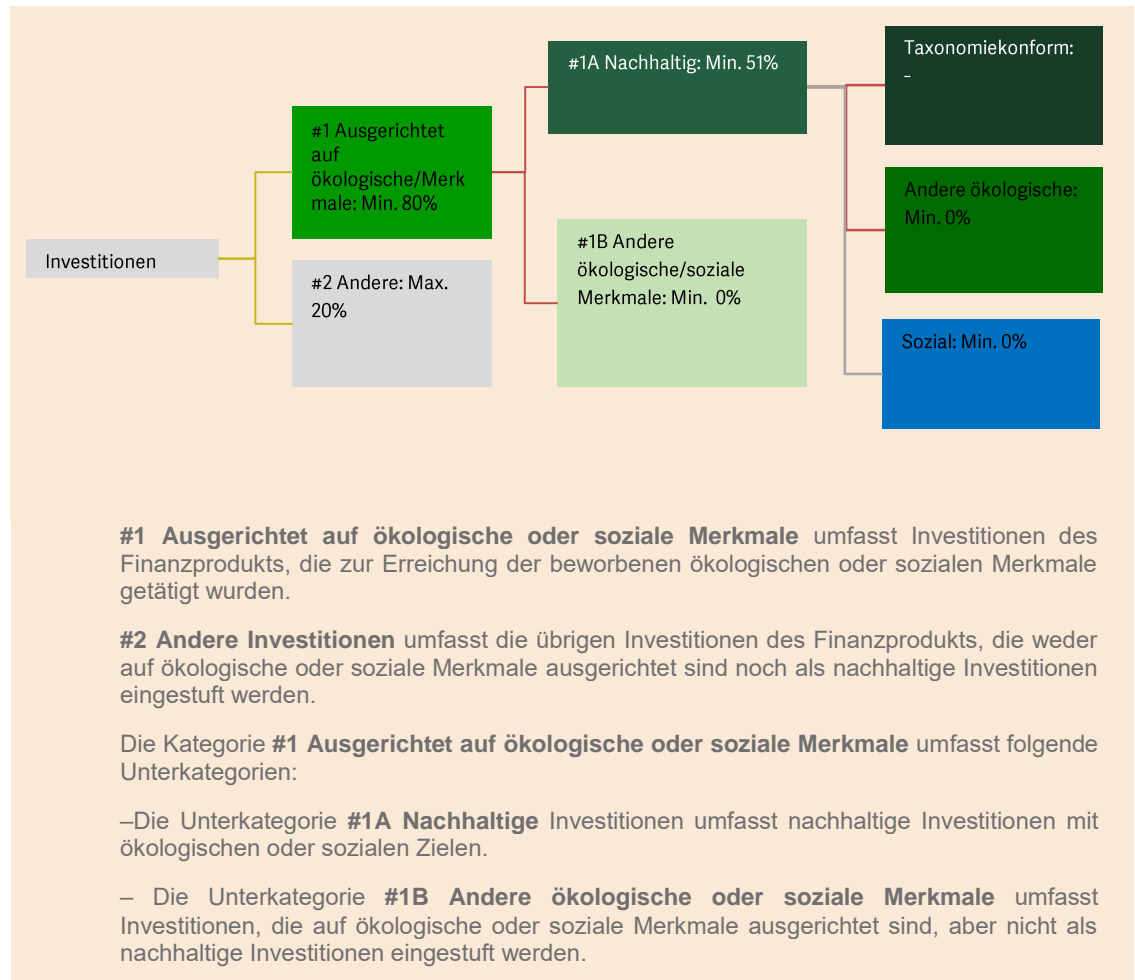 Investitionen
#1 Ausgerichtet
auf
ökologische/Merk
male: Min. 80%
#2 Andere: Max.
20%
#1A Nachhaltig: Min. 51%
#1B Andere
ökologische/soziale
Merkmale: Min. 0%
Taxonomiekonform:
-
Andere ökologische:
Min. 0%
Sozial: Min. 0%
#1 Ausgerichtet auf ökologische oder soziale Merkmale umfasst Investitionen des
Finanzprodukts, die zur Erreichung der beworbenen ökologischen oder sozialen Merkmale
getätigt wurden.
#2 Andere Investitionen umfasst die übrigen Investitionen des Finanzprodukts, die weder
auf ökologische oder soziale Merkmale ausgerichtet sind noch als nachhaltige Investitionen
eingestuft werden.
Die Kategorie #1 Ausgerichtet auf ökologische oder soziale Merkmale umfasst folgende
Unterkategorien:
–Die Unterkategorie #1A Nachhaltige Investitionen umfasst nachhaltige Investitionen mit
ökologischen oder sozialen Zielen.
– Die Unterkategorie #1B Andere ökologische oder soziale Merkmale umfasst
Investitionen, die auf ökologische oder soziale Merkmale ausgerichtet sind, aber nicht als
nachhaltige Investitionen eingestuft werden.